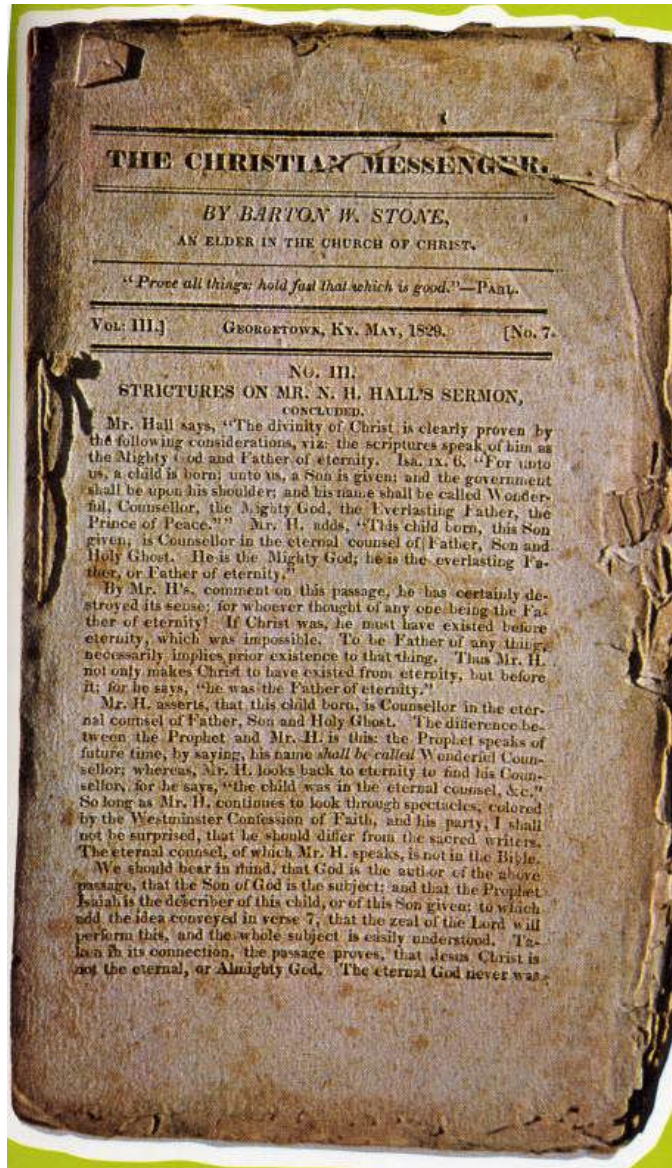 THE CHRISTIAN MESSENGER.
BY BARTON W. STONE,
AN ELDER IN THE CHURCH OF CHRIST.
"Prove all things: hold fast that which is good."—PAUL.
VOL: III.] GEORGETOWN, KY. MAY, 1829. [No. 7.
NO. III.
STRICTURES ON MR. N. H. HALL'S SERMON,
CONCLUDED.
Mr. Hall says, "The divinity of Christ is clearly proven by
the following considerations, viz: the scriptures speak of him as
the Mighty God and Father of eternity. Isa. IX. 6. "For unto
us, a child is born; unto us, a Son is given; and the government
shall be upon his shoulder; and his name shall be called Wonder-
ful, Counsellor, the Mighty God, the Everlasting Father, the
Prince of Peace."" Mr. H. adds, "This child born, this Son
given, is Counsellor in the eternal counsel of Father, Son and
Holy Ghost. He is the Mighty God; he is the everlasting Fa-
ther, or Father of eternity."
By Mr. H's. comment on this passage, he has certainly de-
stroyed its sense; for whoever thought of any one being the Fa-
ther of eternity! If Christ was, he must have existed before
eternity, which was impossible. To be Father of any thing,
necessarily implies prior existence to that thing. Thus Mr. H.
not only makes Christ to have existed from eternity, but before
it; for he says, "he was the Father of eternity."
Mr. H. asserts, that this child born, is Counsellor in the eter-
nal counsel of Father, Son and Holy Ghost. The difference be-
tween the Prophet and Mr. H. is this: the Prophet speaks of
future time, by saying, his name shall be called Wonderful Coun-
sellor; whereas, Mr. H. looks back to eternity to find his Coun-
sellor, for he says, "the child was in the eternal counsel, &c."
So long as Mr. H. continues to look through spectacles, colored
by the Westminster Confession of Faith, and his party, I shall
not be surprised, that he should differ from the sacred writers.
The eternal counsel, of which Mr. H. speaks, is not in the Bible.
We should bear in mind, that God is the author of the above
passage, that the Son of God is the subject; and that the Prophet
Isaiah is the describer of this child, or of this Son given; to which
add the idea conveyed in verse 7, that the zeal of the Lord will
perform this, and the whole subject is easily understood. Ta-
ken in its connection, the passage proves, that Jesus Christ is
not the eternal, or Almighty God. The eternal God never was